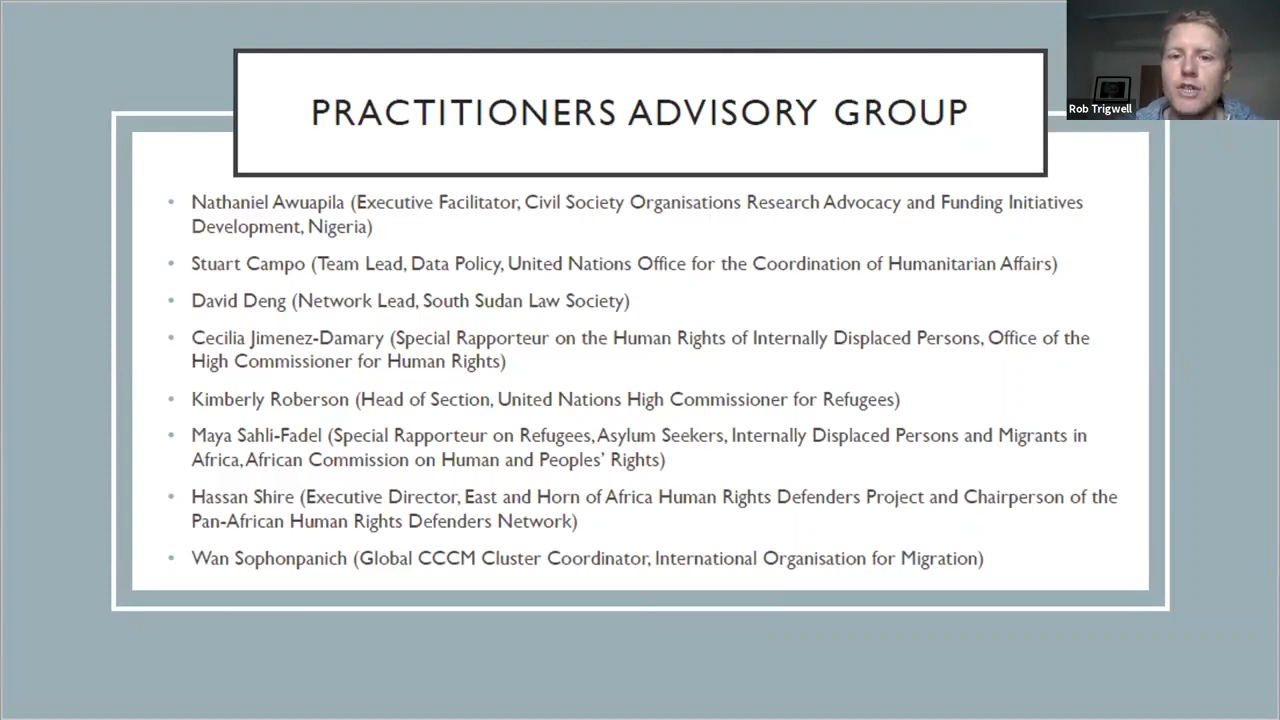 PRACTITIONERS ADVISORY GROUP
Rob Trigwell
• Nathaniel Awuapila (Executive Facilitator, Civil Society Organisations Research Advocacy and Funding Initiatives
Development, Nigeria)
• Stuart Campo (Team Lead, Data Policy, United Nations Office for the Coordination of Humanitarian Affairs)
• David Deng (Network Lead, South Sudan Law Society)
• Cecilia Jimenez-Damary (Special Rapporteur on the Human Rights of Internally Displaced Persons, Office of the
High Commissioner for Human Rights)
• Kimberly Roberson (Head of Section, United Nations High Commissioner for Refugees)
• Maya Sahli-Fadel (Special Rapporteur on Refugees, Asylum Seekers, Internally Displaced Persons and Migrants in
Africa, African Commission on Human and Peoples’ Rights)
• Hassan Shire (Executive Director, East and Horn of Africa Human Rights Defenders Project and Chairperson of the
Pan-African Human Rights Defenders Network)
• Wan Sophonpanich (Global CCCM Cluster Coordinator, International Organisation for Migration)